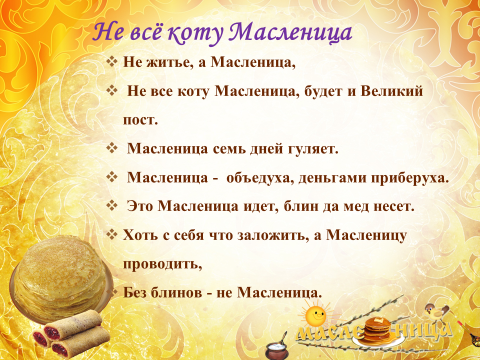 Не всё коту Масленица
❖ Не житье, а Масленица,
❖ Не все коту Масленица, будет и Великий
пост.
❖ Масленица семь дней гуляет.
❖ Масленица - объедуха, деньгами приберуха.
❖ Это Масленица идет, блин да мед несет.
❖ Хоть с себя что заложить, а Масленицу
проводить,
❖ Без блинов - не Масленица.
МАСЛЕНИЦА